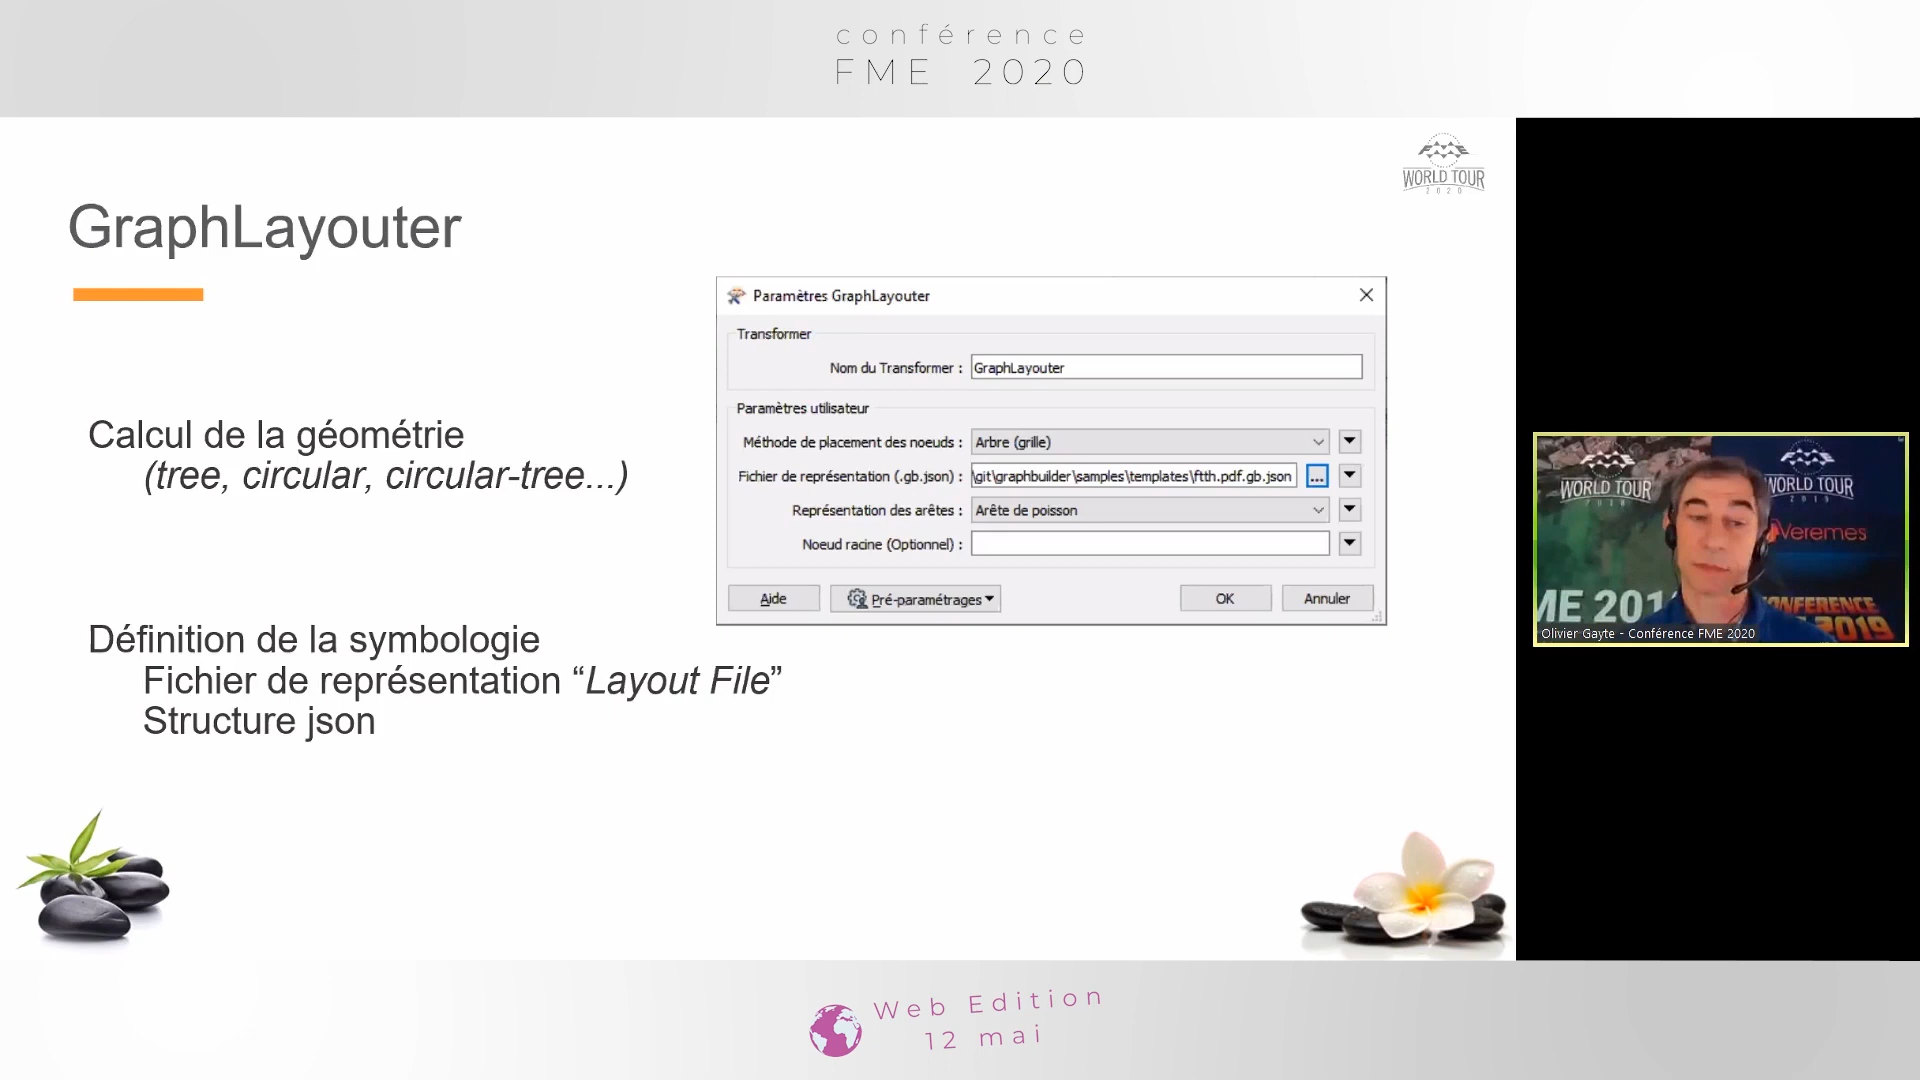 conférence
FME 2020
WORLD TOUR
2020
GraphLayouter
Calcul de la géométrie
(tree, circular, circular-tree...)
Définition de la symbologie
Fichier de représentation “Layout File”
Structure json
Paramètres GraphLayouter
Transformer
Nom du Transformer : GraphLayouter
Paramètres utilisateur
Méthode de placement des noeuds : Arbre (grille)
Fichier de représentation (.gb.json) : \git\graphbuilder\samples\templates\ftth.pdf.gb.json ...
Représentation des arêtes : Arête de poisson
Noeud racine (Optionnel) :
Aide Pré-paramétrages OK Annuler
WORLD TOUR
WORLD TOUR
2019
Veremes
ME 201
CONFERENCE
2019
Olivier Gayte - Conférence FME 2020
Web Edition
12 mai